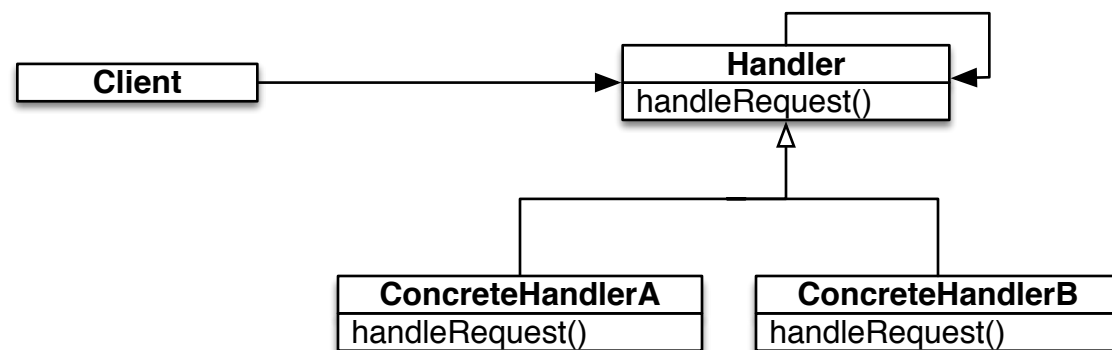 Client
Handler
handleRequest()
ConcreteHandlerA
handleRequest()
ConcreteHandlerB
handleRequest()